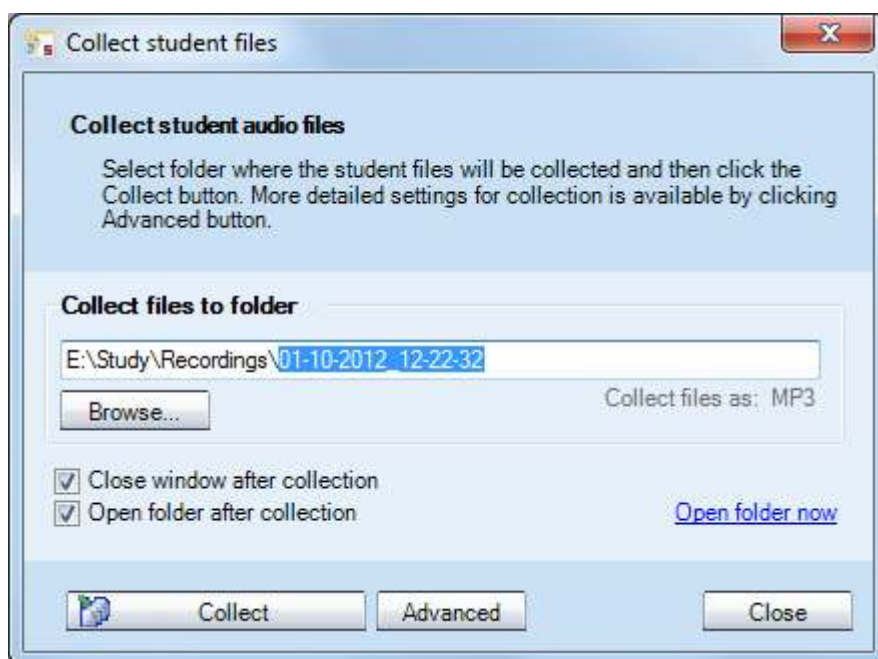 Collect student files
Collect student audio files
Select folder where the student files will be collected and then click the
Collect button. More detailed settings for collection is available by clicking
Advanced button.
Collect files to folder
E:\Study\Recordings\01-10-2012_12-22-32
Browse...
Collect files as: MP3
Close window after collection
Open folder after collection
Open folder now
Collect
Advanced
Close